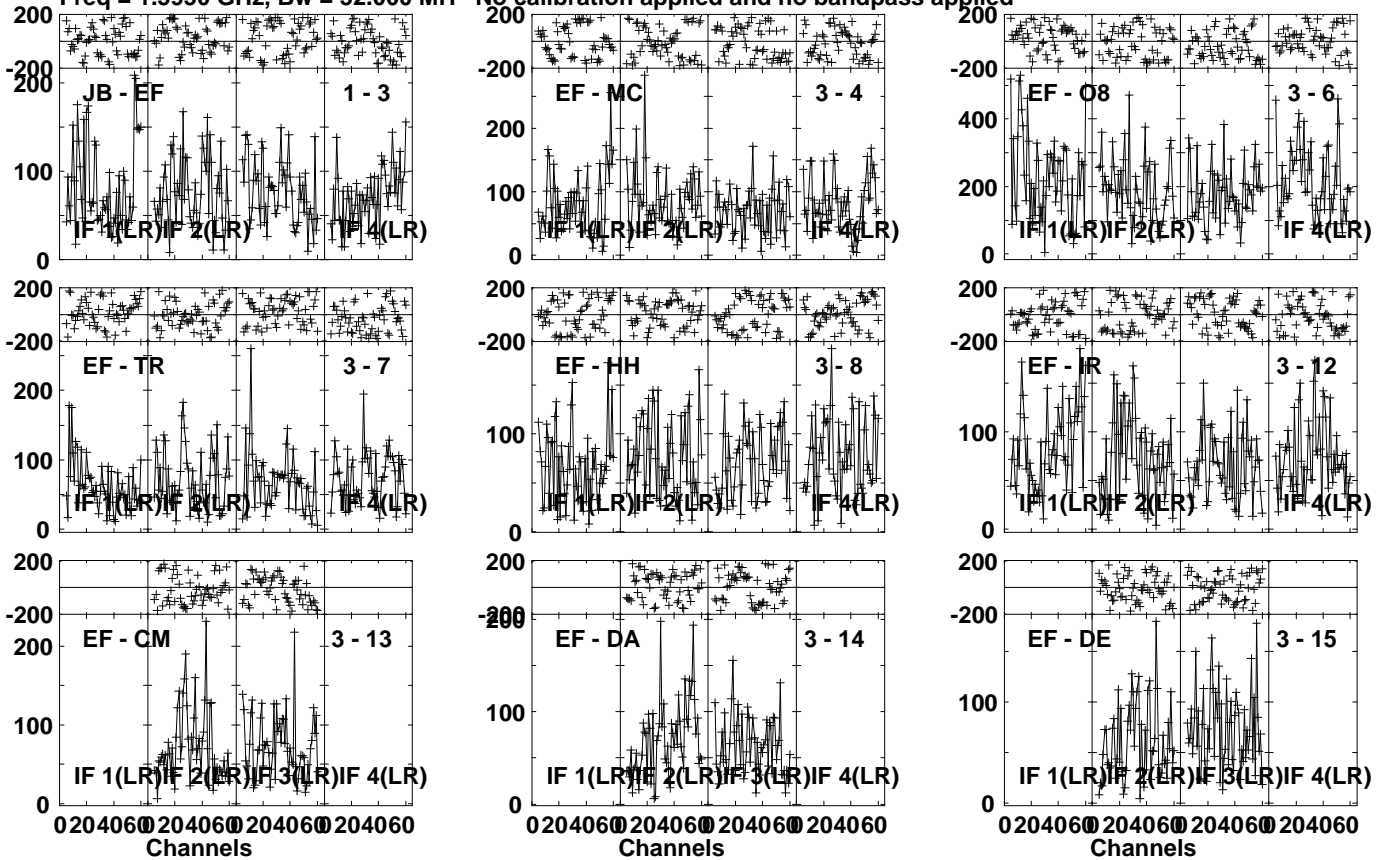 calibration applied and no bandpass applied
200
-200
200
100
0
JB - EF 1 - 3
IF 1(LR) IF 2(LR) IF 4(LR)
200
-200
200
100
0
EF - MC 3 - 4
IF 1(LR) IF 2(LR) IF 4(LR)
200
-200
400
200
0
EF - O8 3 - 6
IF 1(LR) IF 2(LR) IF 4(LR)
200
-200
200
100
0
EF - TR 3 - 7
IF 1(LR) IF 2(LR) IF 4(LR)
200
-200
100
0
EF - HH 3 - 8
IF 1(LR) IF 2(LR) IF 4(LR)
200
-200
100
0
EF - IR 3 - 12
IF 1(LR) IF 2(LR) IF 4(LR)
200
-200
200
100
0
EF - CM 3 - 13
IF 1(LR) IF 2(LR) IF 3(LR) IF 4(LR)
0 20 40 60 0 20 40 60 0 20 40 60 0 20 40 60
Channels
200
-200
200
100
0
EF - DA 3 - 14
IF 1(LR) IF 2(LR) IF 3(LR) IF 4(LR)
0 20 40 60 0 20 40 60 0 20 40 60 0 20 40 60
Channels
200
-200
100
0
EF - DE 3 - 15
IF 1(LR) IF 2(LR) IF 3(LR) IF 4(LR)
0 20 40 60 0 20 40 60 0 20 40 60 0 20 40 60
Channels